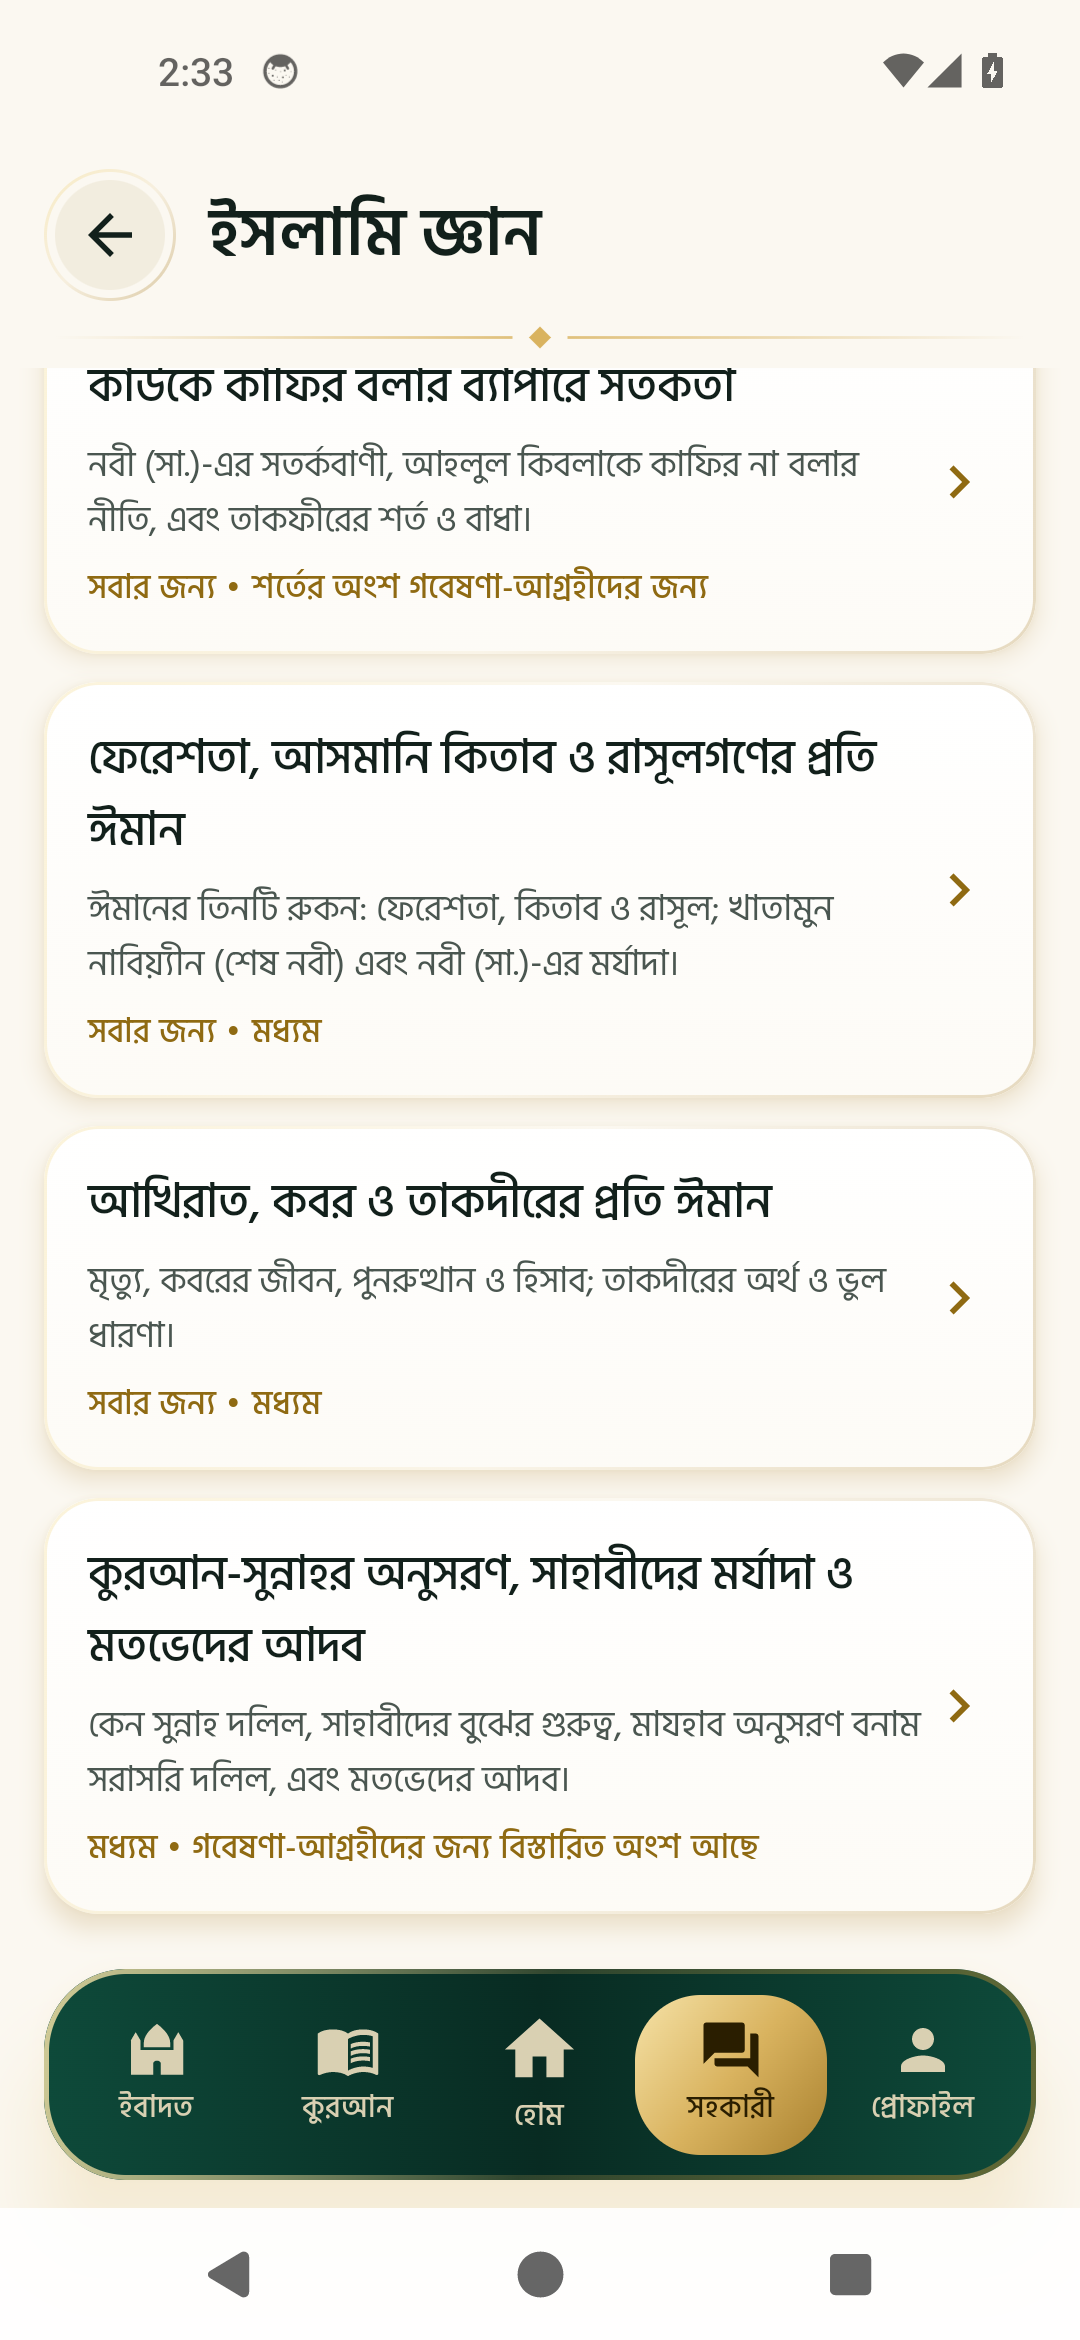 2:33
ইসলামি জ্ঞান
কাউকে কাফির বলার ব্যাপারে সতর্কতা
নবী (সা.)-এর সতর্কবাণী, আহলুল কিবলাকে কাফির না বলার
নীতি, এবং তাকফীরের শর্ত ও বাধা।
সবার জন্য • শর্তের অংশ গবেষণা-আগ্রহীদের জন্য
ফেরেশতা, আসমানি কিতাব ও রাসূলগণের প্রতি
ঈমান
ঈমানের তিনটি রুকন: ফেরেশতা, কিতাব ও রাসূল; খাতামুন
নাবিয়্যীন (শেষ নবী) এবং নবী (সা.)-এর মর্যাদা।
সবার জন্য • মধ্যম
আখিরাত, কবর ও তাকদীরের প্রতি ঈমান
মৃত্যু, কবরের জীবন, পুনরুত্থান ও হিসাব; তাকদীরের অর্থ ও ভুল
ধারণা।
সবার জন্য • মধ্যম
কুরআন-সুন্নাহর অনুসরণ, সাহাবীদের মর্যাদা ও
মতভেদের আদব
কেন সুন্নাহ দলিল, সাহাবীদের বুঝের গুরুত্ব, মাযহাব অনুসরণ বনাম
সরাসরি দলিল, এবং মতভেদের আদব।
মধ্যম • গবেষণা-আগ্রহীদের জন্য বিস্তারিত অংশ আছে
ইবাদত
কুরআন
হোম
সহকারী
প্রোফাইল